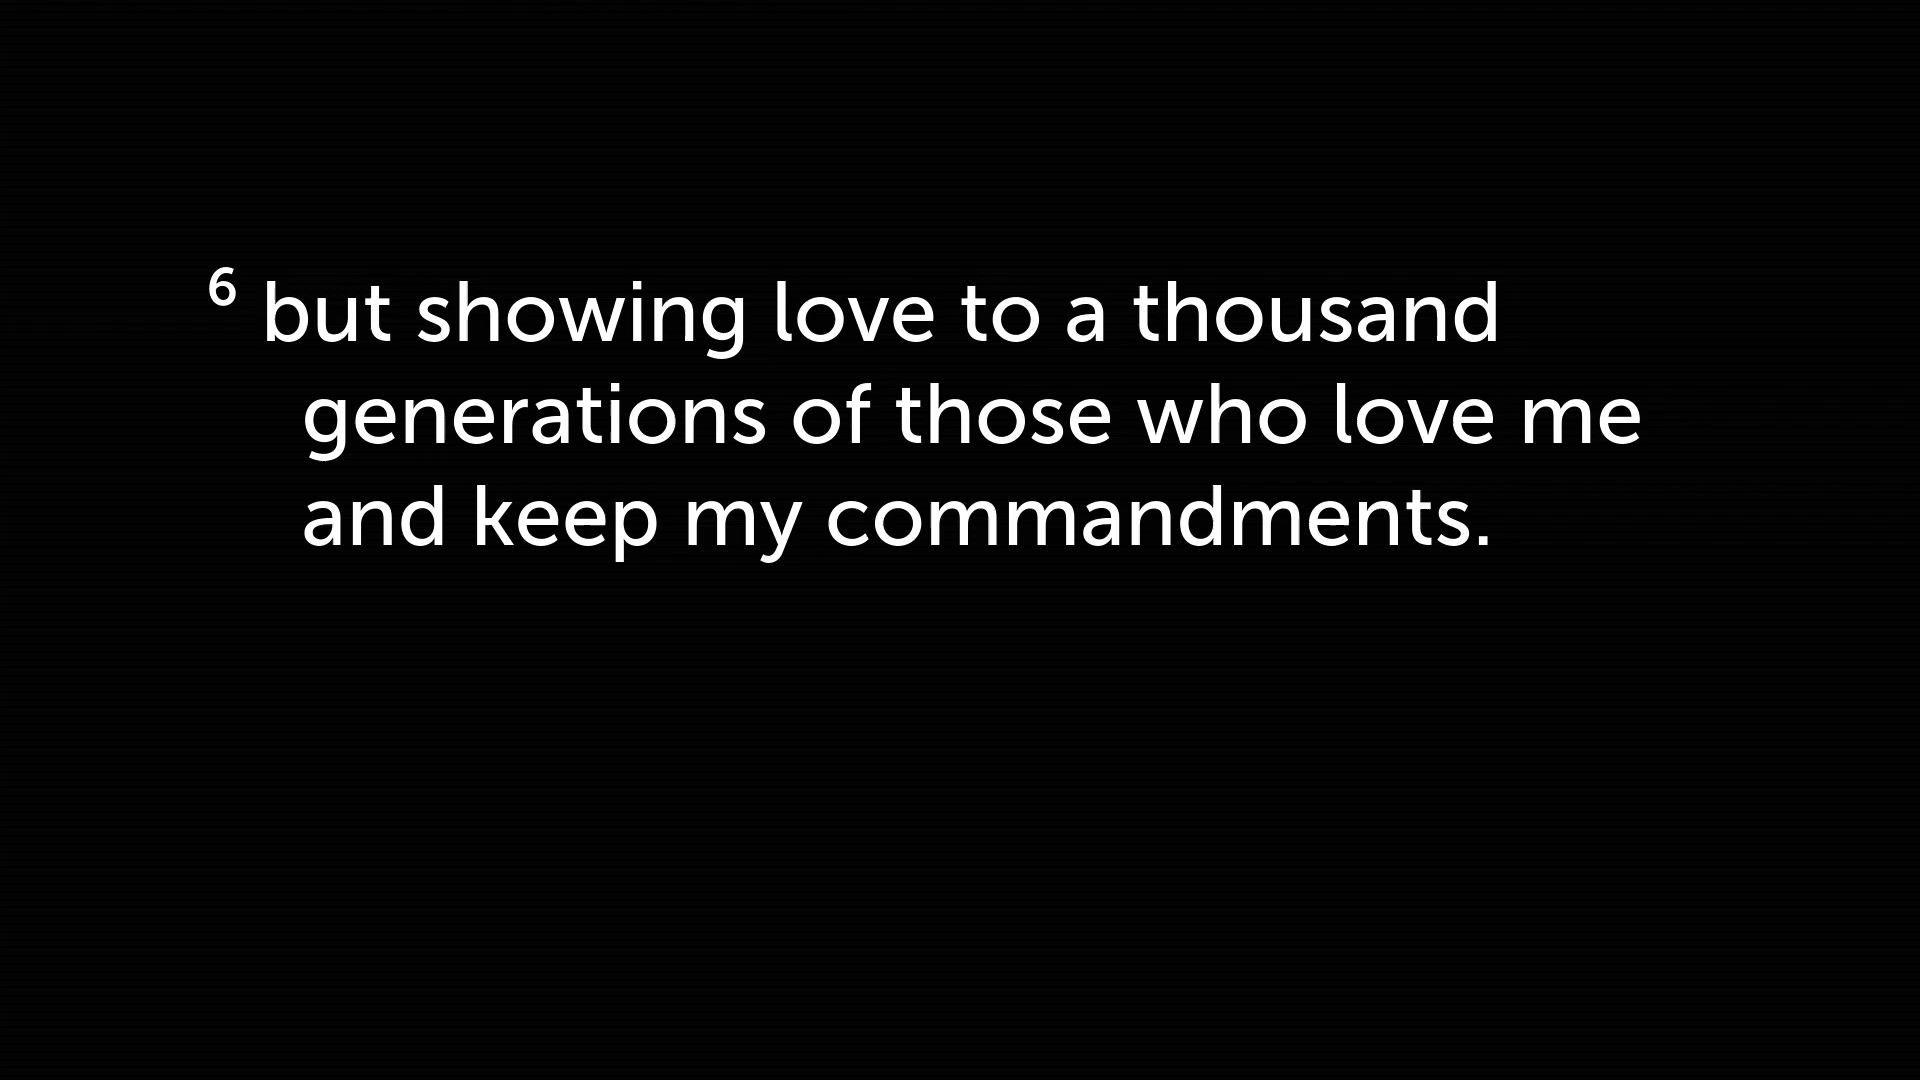 6 but showing love to a thousand
generations of those who love me
and keep my commandments.